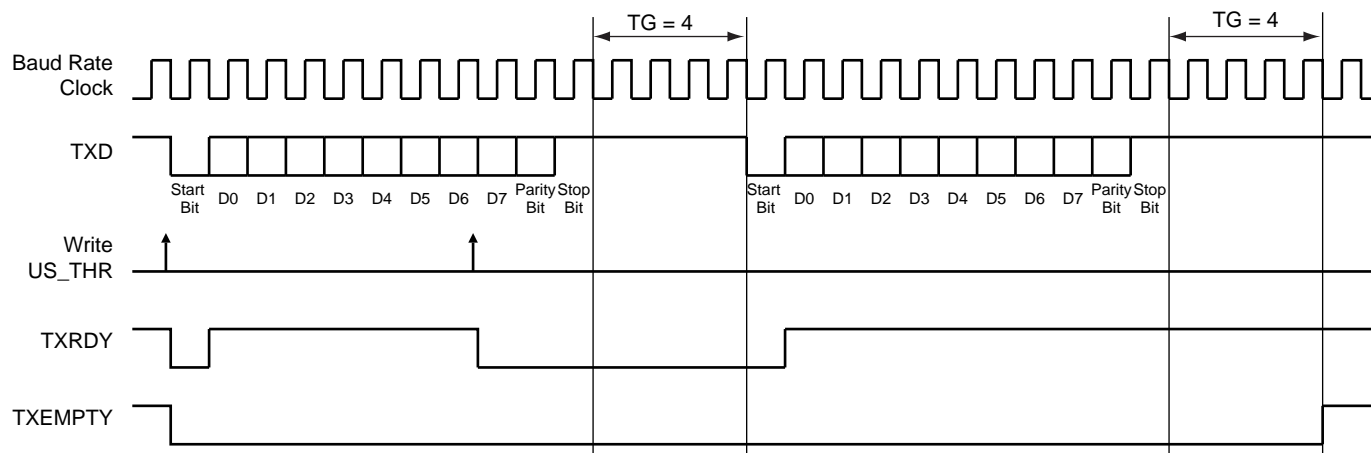 TG = 4
TG = 4
Baud Rate
Clock
TXD
Start
Bit
D0
D1
D2
D3
D4
D5
D6
D7
Parity
Bit
Stop
Bit
Start
Bit
D0
D1
D2
D3
D4
D5
D6
D7
Parity
Bit
Stop
Bit
Write
US_THR
TXRDY
TXEMPTY